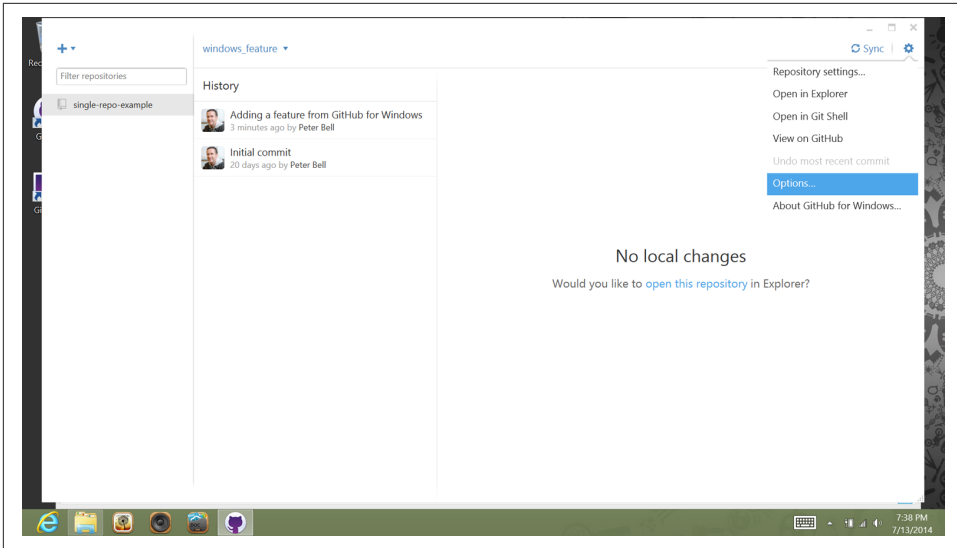 windows_feature
Sync
Filter repositories
single-repo-example
History
Adding a feature from GitHub for Windows
3 minutes ago by Peter Bell
Initial commit
20 days ago by Peter Bell
Repository settings...
Open in Explorer
Open in Git Shell
View on GitHub
Undo most recent commit
Options...
About GitHub for Windows...
No local changes
Would you like to open this repository in Explorer?
Rec
G
Gi
7:38 PM
7/13/2014